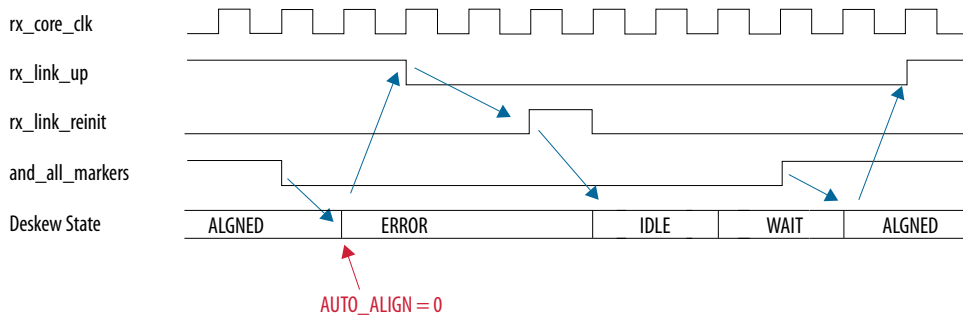 rx_core_clk
rx_link_up
rx_link_reinit
and_all_markers
Deskew State ALGNED ERROR IDLE WAIT ALGNED
AUTO_ALIGN = 0